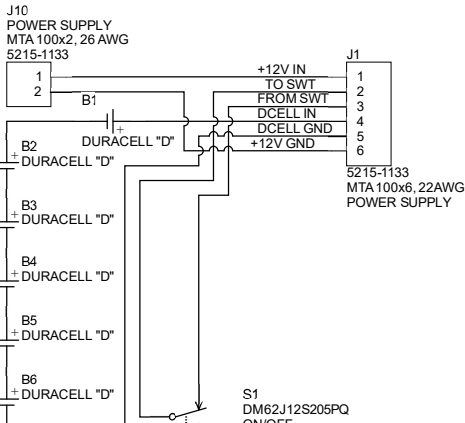 J10
POWER SUPPLY
MTA 100x2, 26 AWG
5215-1133
1
2
B1
+
DURACELL "D"
B2
+ DURACELL "D"
B3
+ DURACELL "D"
B4
+ DURACELL "D"
B5
+ DURACELL "D"
B6
+ DURACELL "D"
+12V IN
TO SWT
FROM SWT
DCELL IN
DCELL GND
+12V GND
J1
1
2
3
4
5
6
5215-1133
MTA 100x6, 22AWG
POWER SUPPLY
S1
DM62J12S205PQ
ON/OFF